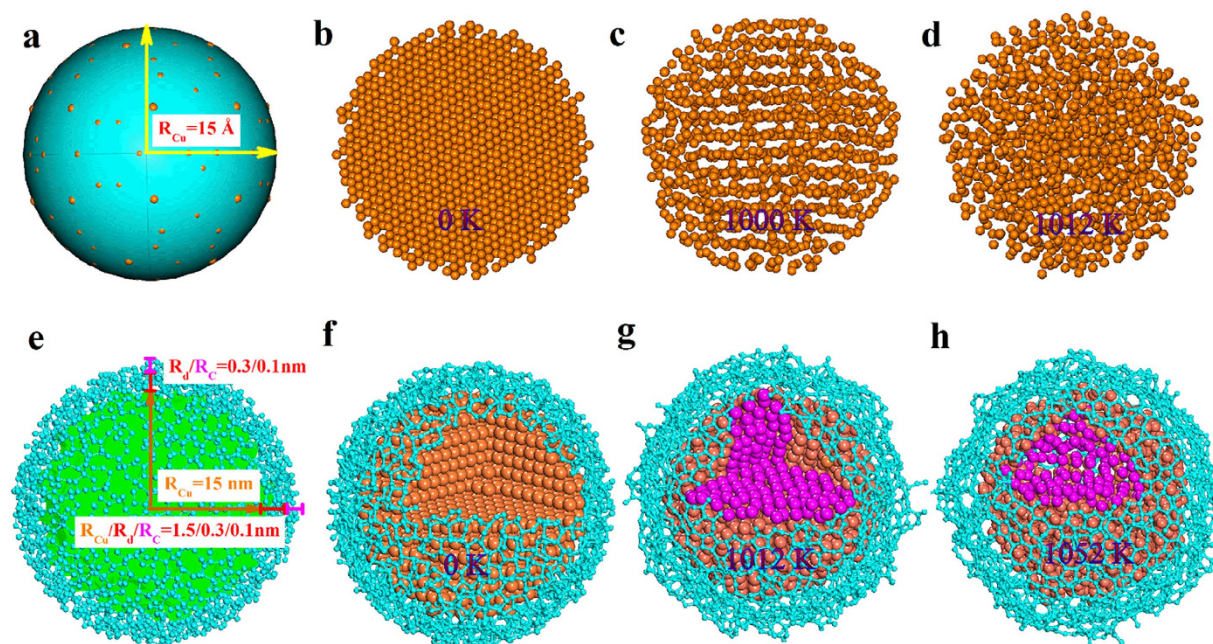 a
b
c
d
R_Cu=15 Å
0 K
1000 K
1012 K
e
f
g
h
R_d/R_C=0.3/0.1nm
R_Cu=15 nm
R_Cu/R_d/R_C=1.5/0.3/0.1nm
0 K
1012 K
1052 K